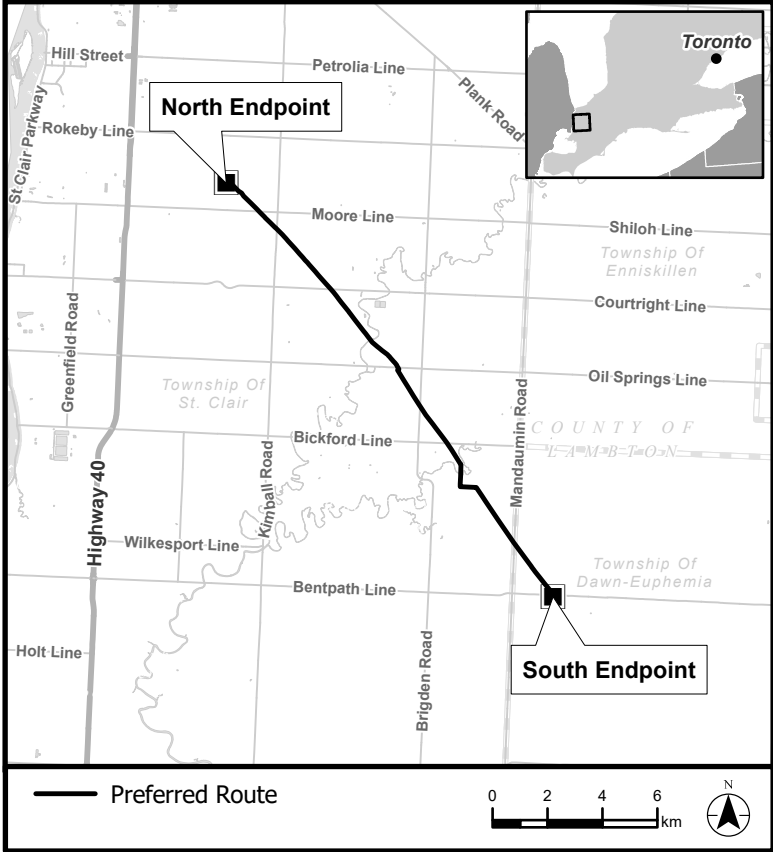 Hill Street
Petrolia Line
Toronto
Plank Road
North Endpoint
St Clair Parkway
Rokeby Line
Moore Line
Shiloh Line
Township Of
Enniskillen
Courtright Line
Greenfield Road
Oil Springs Line
Township Of
St. Clair
Mandaumin Road
COUNTY OF
LAMBTON
Bickford Line
Kimball Road
Highway 40
Wilkesport Line
Township Of
Dawn-Euphemia
Bentpath Line
Holt Line
South Endpoint
Brigden Road
Preferred Route
0 2 4 6
km
N